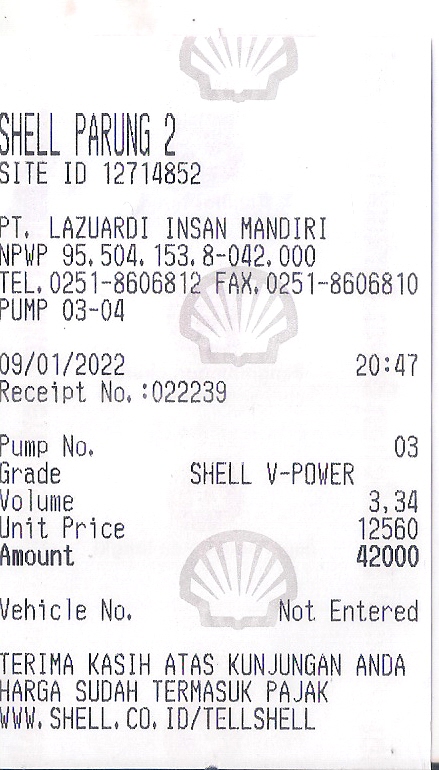 SHELL PARUNG 2
SITE ID 12714852
PT. LAZUARDI INSAN MANDIRI
NPWP 95.504.153.8-042.000
TEL.0251-8606812 FAX.0251-8606810
PUMP 03-04
09/01/2022 20:47
Receipt No.:022239
Pump No. 03
Grade SHELL V-POWER
Volume 3,34
Unit Price 12560
Amount 42000
Vehicle No. Not Entered
TERIMA KASIH ATAS KUNJUNGAN ANDA
HARGA SUDAH TERMASUK PAJAK
WWW.SHELL.CO.ID/TELLSHELL